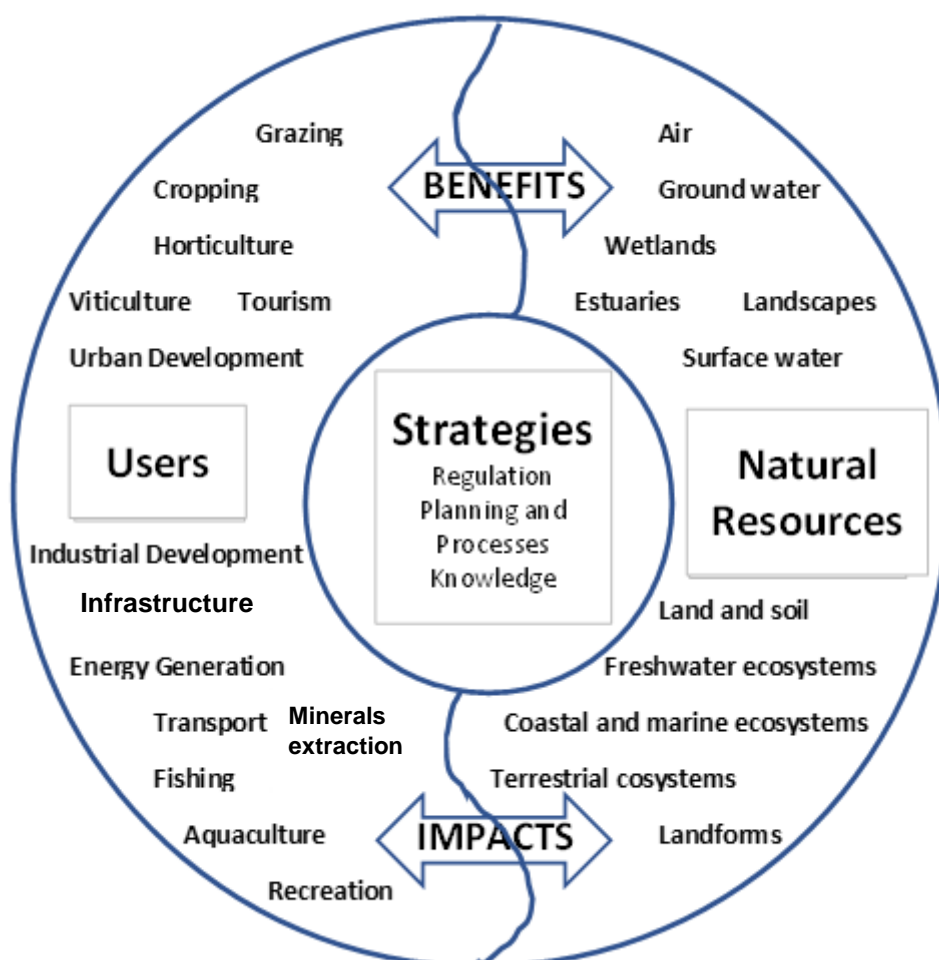 Grazing
Air
BENEFITS
Cropping
Ground water
Horticulture
Wetlands
Viticulture
Tourism
Estuaries
Landscapes
Urban Development
Surface water
Users
Strategies
Regulation
Planning and
Processes
Knowledge
Natural
Resources
Industrial Development
Infrastructure
Land and soil
Energy Generation
Freshwater ecosystems
Transport
Minerals
extraction
Coastal and marine ecosystems
Fishing
Terrestrial cosystems
Aquaculture
IMPACTS
Landforms
Recreation